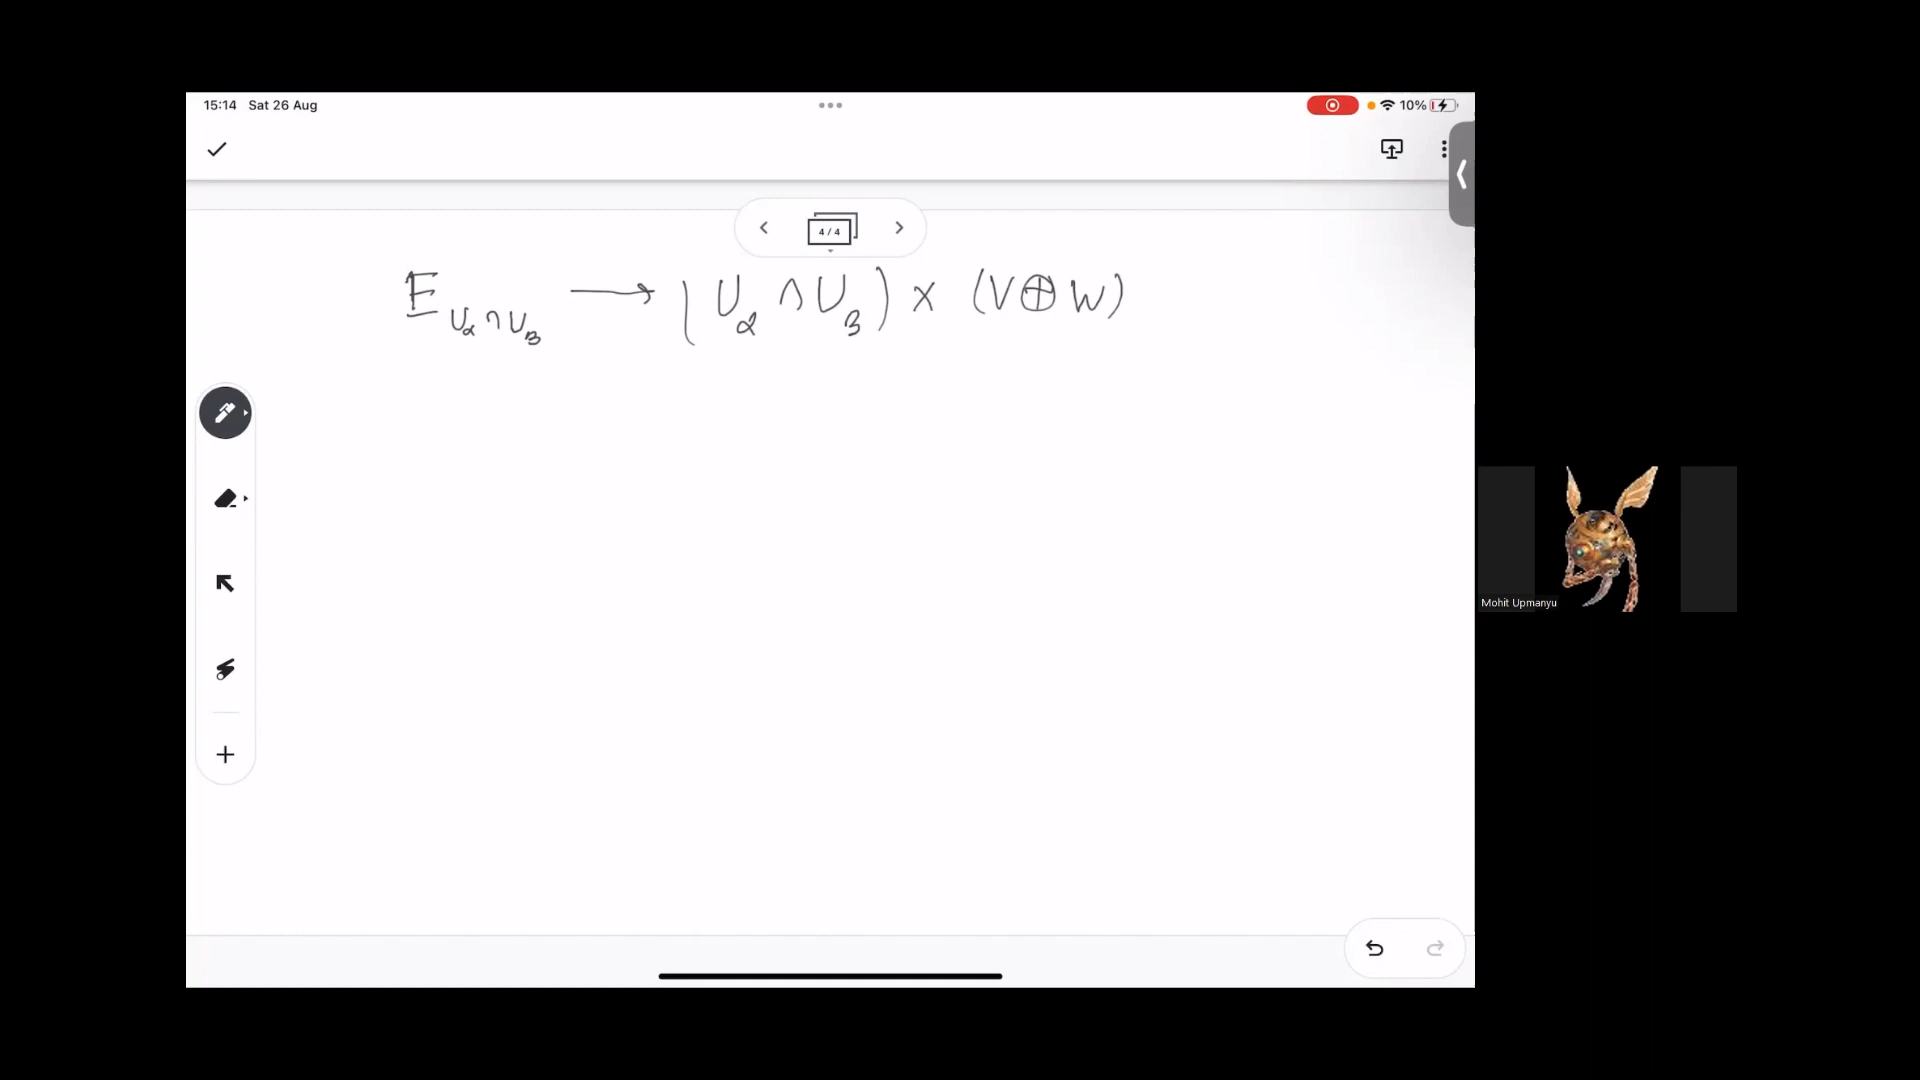 15:14 Sat 26 Aug 10%
4 / 4
E_{U_α ∩ U_β} ⟶ (U_α ∩ U_β) × (V ⊕ W)
Mohit Upmanyu